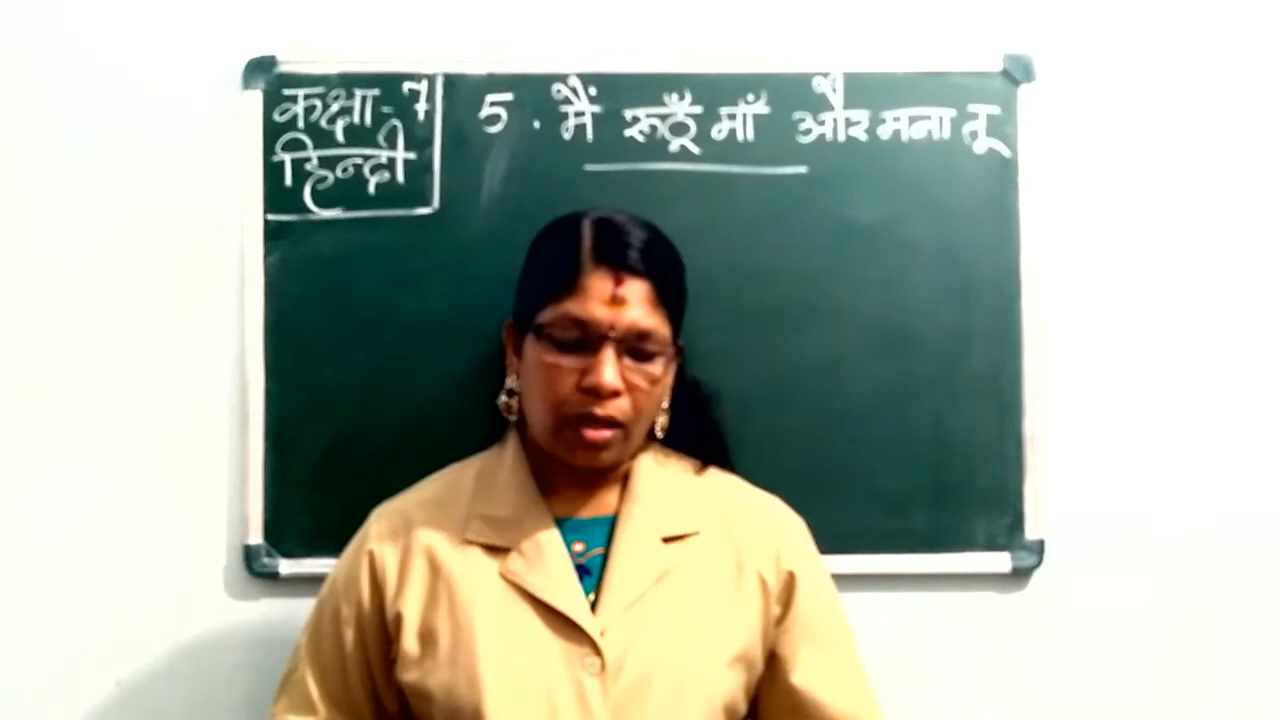 कक्षा-7
हिन्दी
5. मैं रूठूँ माँ और मना तू